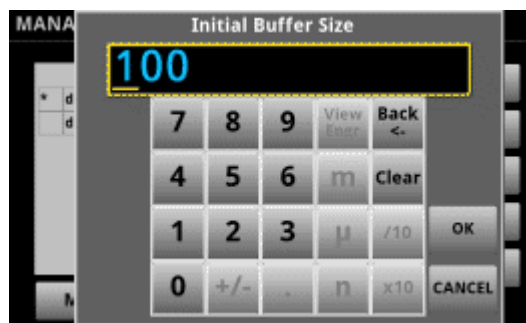 MANA
Initial Buffer Size
100
* d
d
7 8 9 View Engr Back <-
4 5 6 m Clear
1 2 3 µ /10 OK
0 +/- . n x10 CANCEL
M